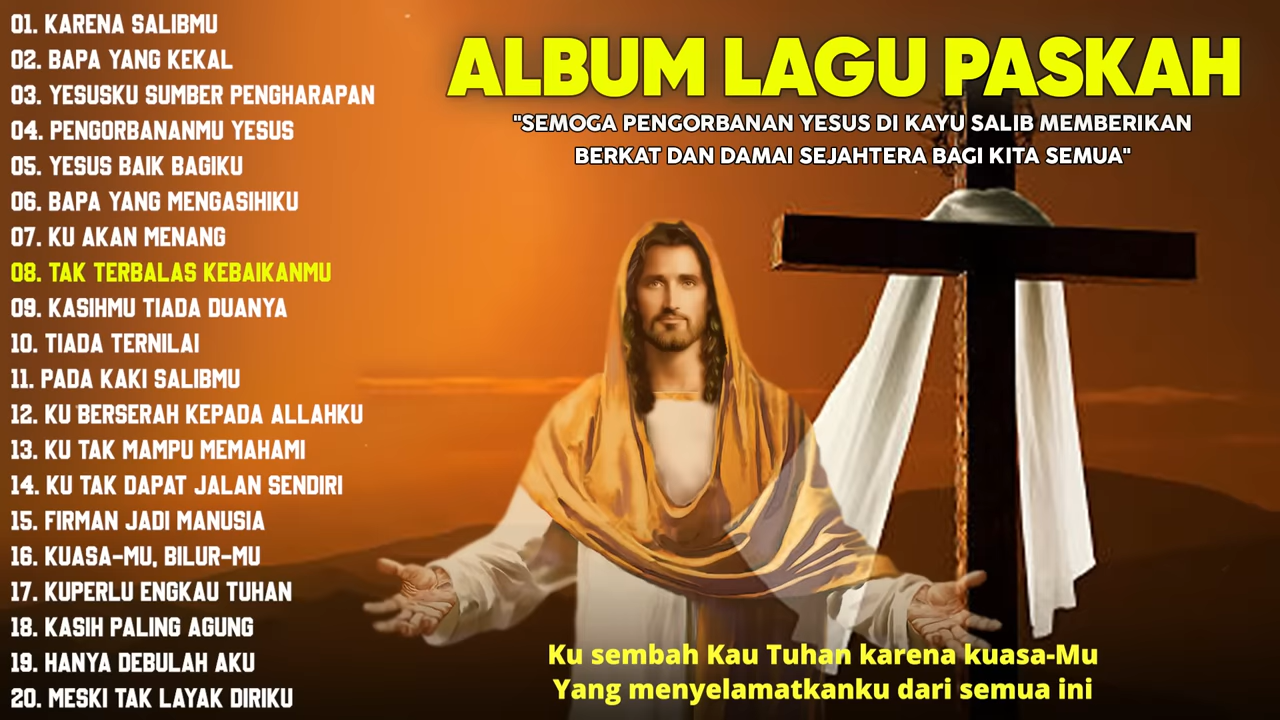 01. KARENA SALIBMU
02. BAPA YANG KEKAL
03. YESUSKU SUMBER PENGHARAPAN
04. PENGORBANANMU YESUS
05. YESUS BAIK BAGIKU
06. BAPA YANG MENGASIHIKU
07. KU AKAN MENANG
08. TAK TERBALAS KEBAIKANMU
09. KASIHMU TIADA DUANYA
10. TIADA TERNILAI
11. PADA KAKI SALIBMU
12. KU BERSERAH KEPADA ALLAHKU
13. KU TAK MAMPU MEMAHAMI
14. KU TAK DAPAT JALAN SENDIRI
15. FIRMAN JADI MANUSIA
16. KUASA-MU, BILUR-MU
17. KUPERLU ENGKAU TUHAN
18. KASIH PALING AGUNG
19. HANYA DEBULAH AKU
20. MESKI TAK LAYAK DIRIKU
ALBUM LAGU PASKAH
"SEMOGA PENGORBANAN YESUS DI KAYU SALIB MEMBERIKAN
BERKAT DAN DAMAI SEJAHTERA BAGI KITA SEMUA"
Ku sembah Kau Tuhan karena kuasa-Mu
Yang menyelamatkanku dari semua ini